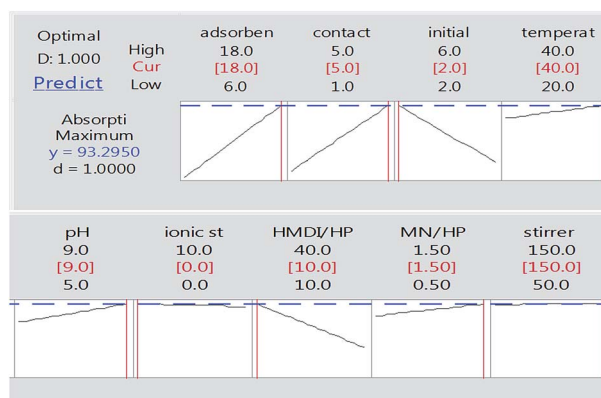 Optimal
D: 1.000
Predict
High
Cur
Low
adsorben
18.0
[18.0]
6.0
contact
5.0
[5.0]
1.0
initial
6.0
[2.0]
2.0
temperat
40.0
[40.0]
20.0
Absorpti
Maximum
y = 93.2950
d = 1.0000
pH
9.0
[9.0]
5.0
ionic st
10.0
[0.0]
0.0
HMDI/HP
40.0
[10.0]
10.0
MN/HP
1.50
[1.50]
0.50
stirrer
150.0
[150.0]
50.0